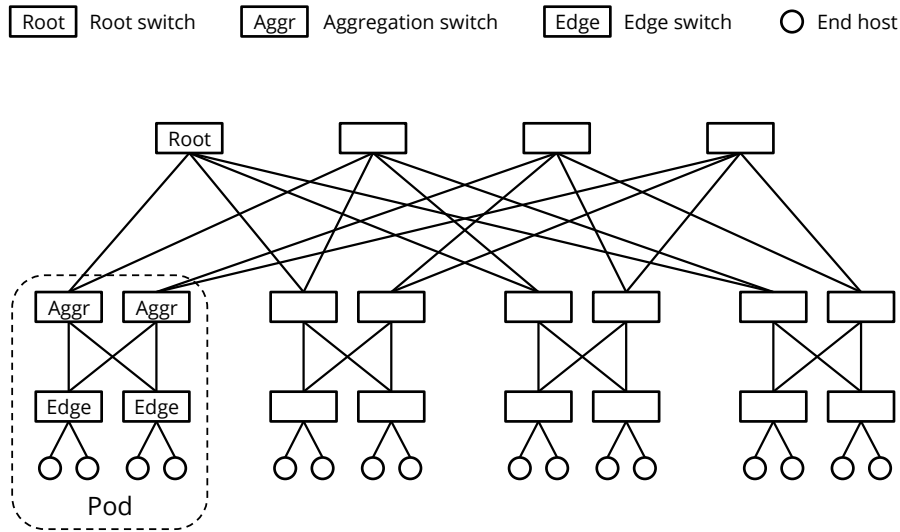 Root Root switch Aggr Aggregation switch Edge Edge switch End host
Root
Aggr Aggr
Edge Edge
Pod